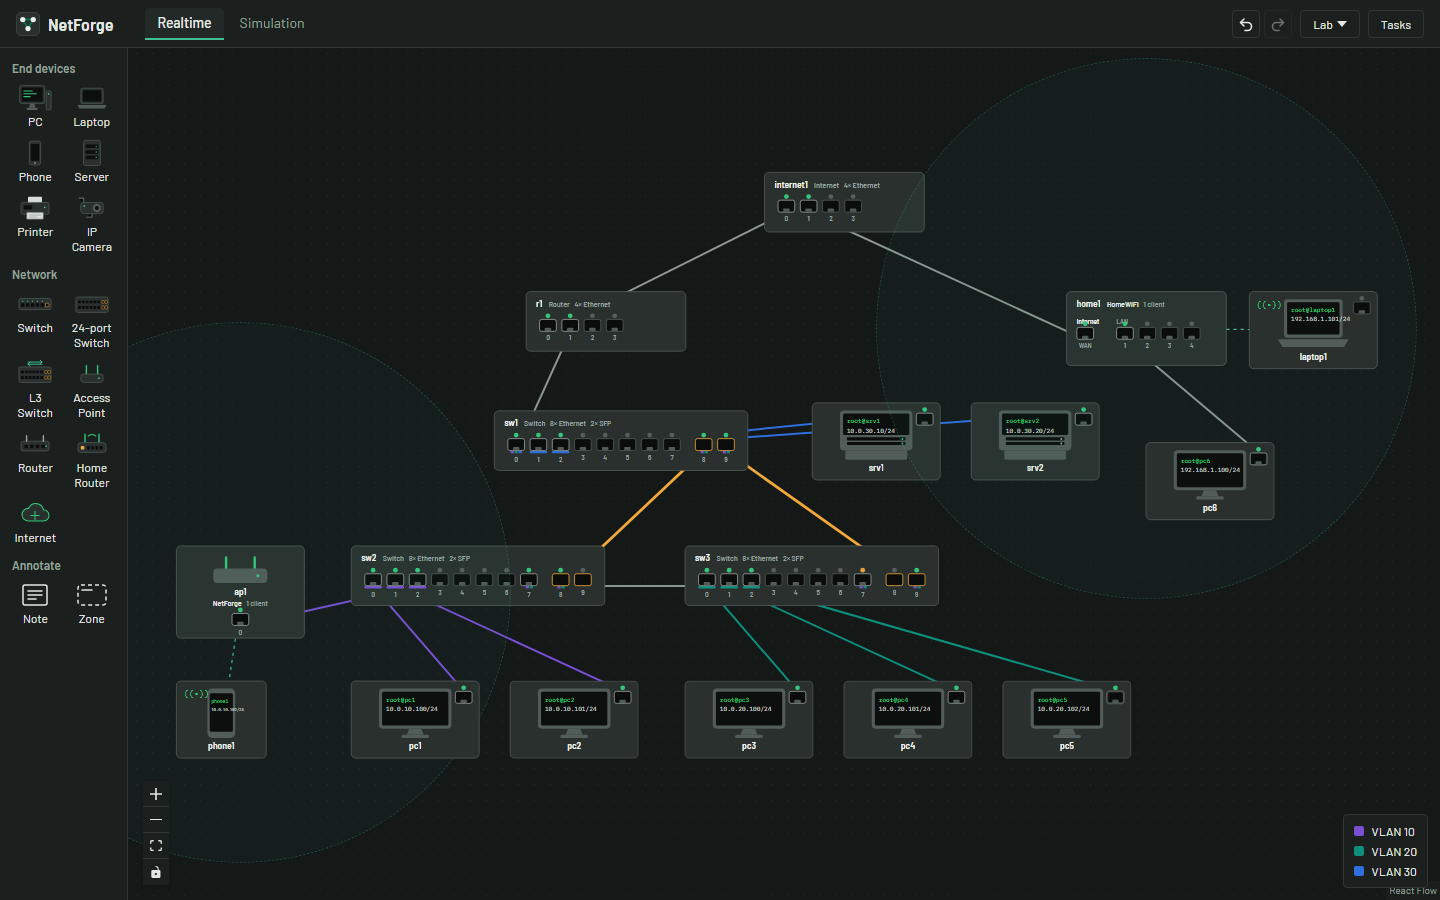 NetForge
Realtime
Simulation
Lab
Tasks
End devices
PC
Laptop
Phone
Server
Printer
IP Camera
Network
Switch
24-port Switch
L3 Switch
Access Point
Router
Home Router
Internet
Annotate
Note
Zone
internet1 Internet 4× Ethernet
0 1 2 3
r1 Router 4× Ethernet
0 1 2 3
home1 HomeWiFi 1 client
Internet LAN
WAN 1 2 3 4
root@laptop1
192.168.1.101/24
laptop1
sw1 Switch 8× Ethernet 2× SFP
0 1 2 3 4 5 6 7 8 9
root@srv1
10.0.30.10/24
srv1
root@srv2
10.0.30.20/24
srv2
root@pc6
192.168.1.100/24
pc6
ap1
NetForge 1 client
0
sw2 Switch 8× Ethernet 2× SFP
0 1 2 3 4 5 6 7 8 9
sw3 Switch 8× Ethernet 2× SFP
0 1 2 3 4 5 6 7 8 9
phone1
phone1
root@pc1
10.0.10.100/24
pc1
root@pc2
10.0.10.101/24
pc2
root@pc3
10.0.20.100/24
pc3
root@pc4
10.0.20.101/24
pc4
root@pc5
10.0.20.102/24
pc5
VLAN 10
VLAN 20
VLAN 30
React Flow